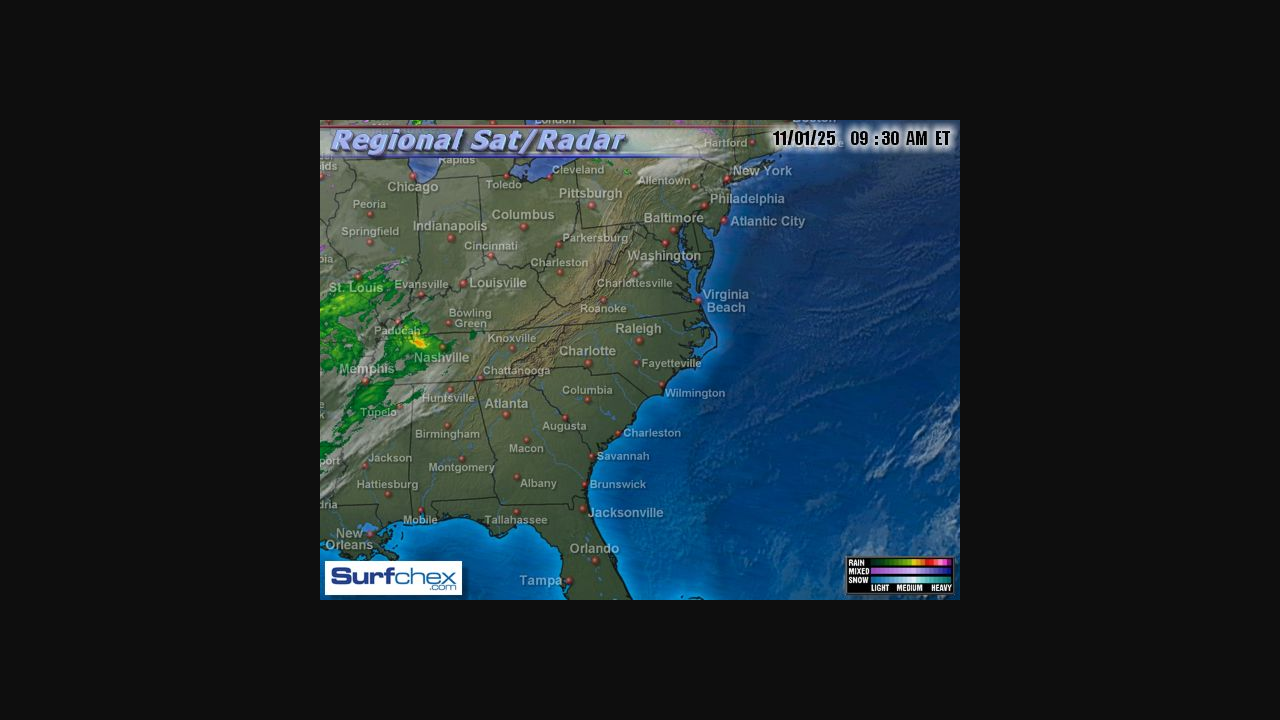 London
Boston
Regional Sat/Radar
11/01/25 09 : 30 AM ET
Hartford
Rapids
Cleveland
Chicago
Toledo
Allentown
New York
Pittsburgh
Philadelphia
Peoria
Columbus
Baltimore
Atlantic City
Springfield
Indianapolis
Cincinnati
Parkersburg
Washington
Charleston
St. Louis
Evansville
Louisville
Charlottesville
Virginia
Beach
Bowling
Green
Roanoke
Paducah
Raleigh
Knoxville
Nashville
Charlotte
Fayetteville
Memphis
Chattanooga
Huntsville
Columbia
Wilmington
Tupelo
Atlanta
Birmingham
Augusta
Charleston
Jackson
Macon
Savannah
Montgomery
Hattiesburg
Albany
Brunswick
Mobile
Tallahassee
Jacksonville
New
Orleans
Orlando
Tampa
Surfchex
.com
RAIN
MIXED
SNOW
LIGHT MEDIUM HEAVY